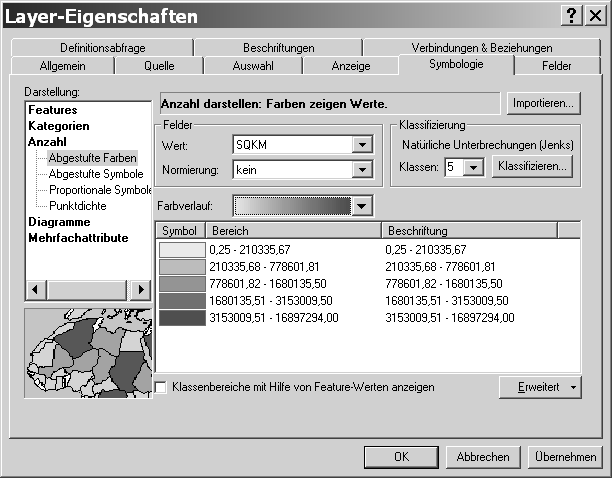 Layer-Eigenschaften
Definitionsabfrage Beschriftungen Verbindungen & Beziehungen
Allgemein Quelle Auswahl Anzeige Symbologie Felder
Darstellung:
Features
Kategorien
Anzahl
Abgestufte Farben
Abgestufte Symbole
Proportionale Symbole
Punktdichte
Diagramme
Mehrfachattribute
Anzahl darstellen: Farben zeigen Werte.
Importieren...
Felder
Wert: SQKM
Normierung: kein
Klassifizierung
Natürliche Unterbrechungen (Jenks)
Klassen: 5 Klassifizieren...
Farbverlauf:
Symbol Bereich Beschriftung
0,25 - 210335,67 0,25 - 210335,67
210335,68 - 778601,81 210335,68 - 778601,81
778601,82 - 1680135,50 778601,82 - 1680135,50
1680135,51 - 3153009,50 1680135,51 - 3153009,50
3153009,51 - 16897294,00 3153009,51 - 16897294,00
Klassenbereiche mit Hilfe von Feature-Werten anzeigen
Erweitert
OK Abbrechen Übernehmen